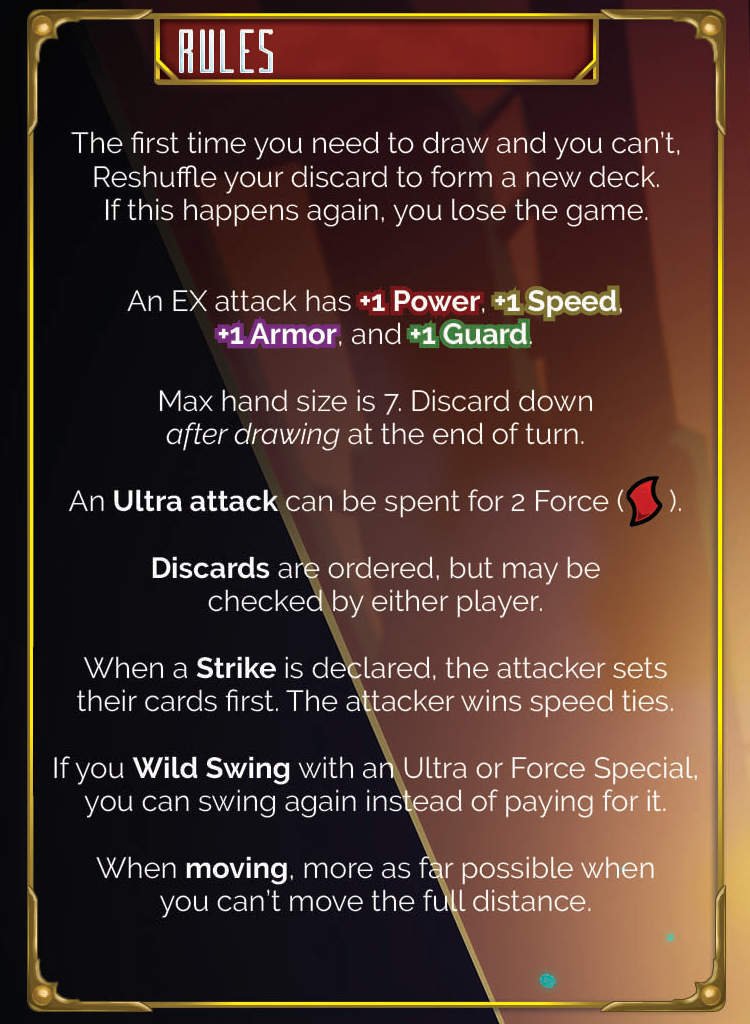 RULES
The first time you need to draw and you can't,
Reshuffle your discard to form a new deck.
If this happens again, you lose the game.
An EX attack has +1 Power, +1 Speed,
+1 Armor, and +1 Guard.
Max hand size is 7. Discard down
after drawing at the end of turn.
An Ultra attack can be spent for 2 Force ( ).
Discards are ordered, but may be
checked by either player.
When a Strike is declared, the attacker sets
their cards first. The attacker wins speed ties.
If you Wild Swing with an Ultra or Force Special,
you can swing again instead of paying for it.
When moving, more as far possible when
you can't move the full distance.